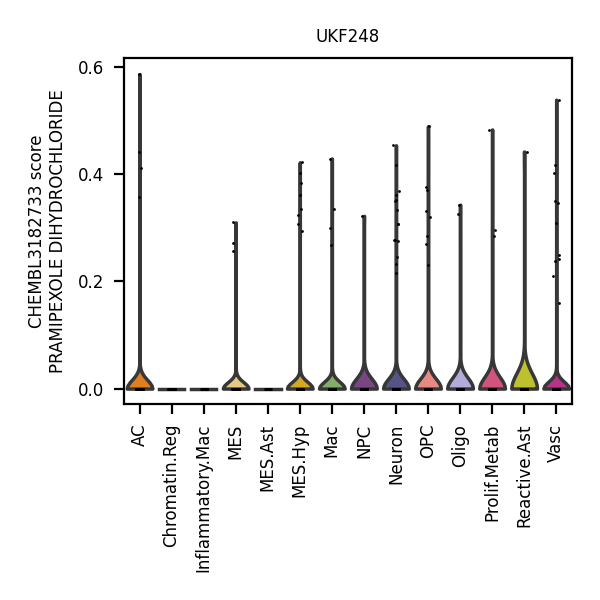 UKF248
CHEMBL3182733 score
PRAMIPEXOLE DIHYDROCHLORIDE
0.6
0.4
0.2
0.0
AC
Chromatin.Reg
Inflammatory.Mac
MES
MES.Ast
MES.Hyp
Mac
NPC
Neuron
OPC
Oligo
Prolif.Metab
Reactive.Ast
Vasc